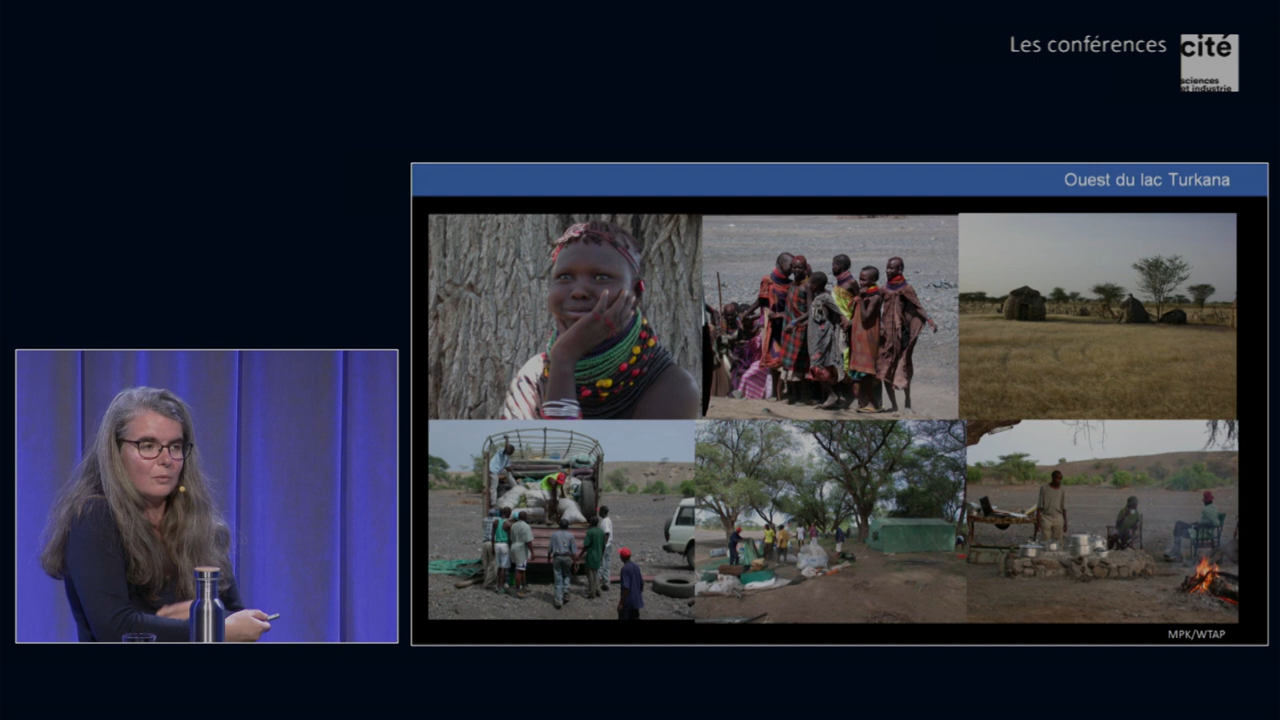 Les conférences
cité
sciences
et industrie
Ouest du lac Turkana
MPK/WTAP